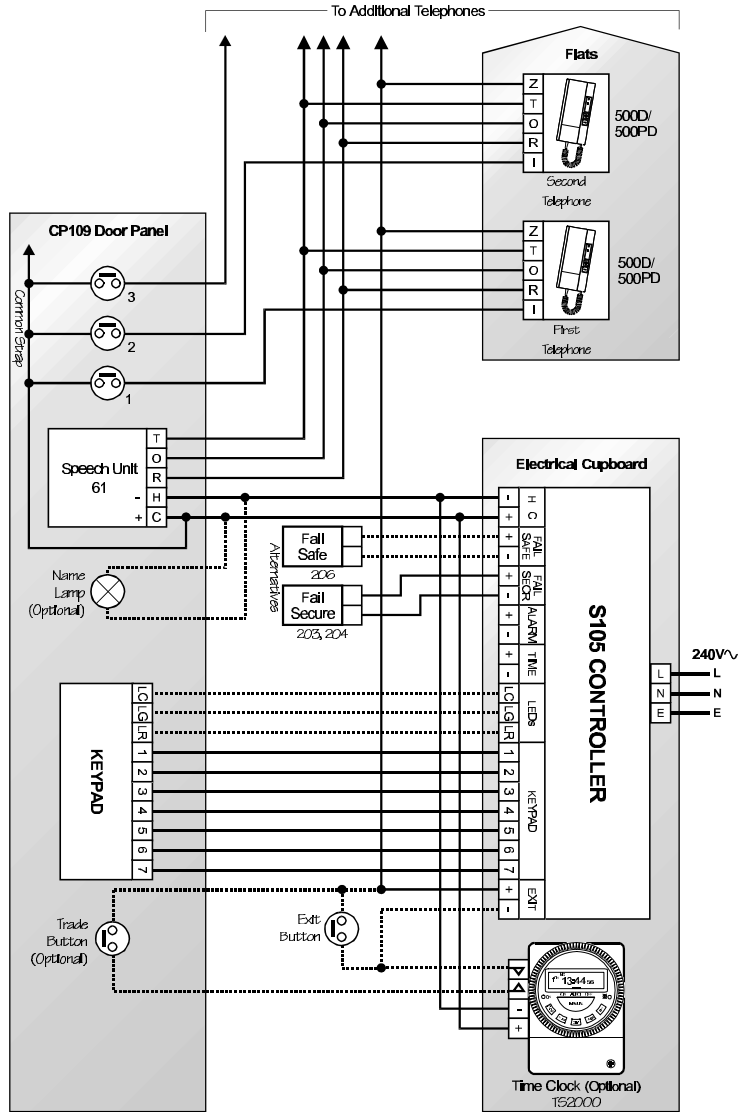 To Additional Telephones
Flats
Z
T
O
R
I
500D/
500PD
Second
Telephone
Z
T
O
R
I
500D/
500PD
First
Telephone
CP109 Door Panel
Common Strap
3
2
1
Speech Unit
61
T
O
R
- H
+ C
Name
Lamp
(Optional)
Alternatives
Fail
Safe
206
Fail
Secure
203, 204
Electrical Cupboard
- H
+ C
+ FAIL
- SAFE
+ FAIL
- SECR
+ ALARM
-
+ TIME
-
LC
LG
LR
LEDs
1
2
3
4
5
6
7
KEYPAD
+ EXIT
-
S105 CONTROLLER
240V~
L L
N N
E E
KEYPAD
LC
LG
LR
1
2
3
4
5
6
7
Trade
Button
(Optional)
Exit
Button
13:44
-
+
Time Clock (Optional)
TS2000